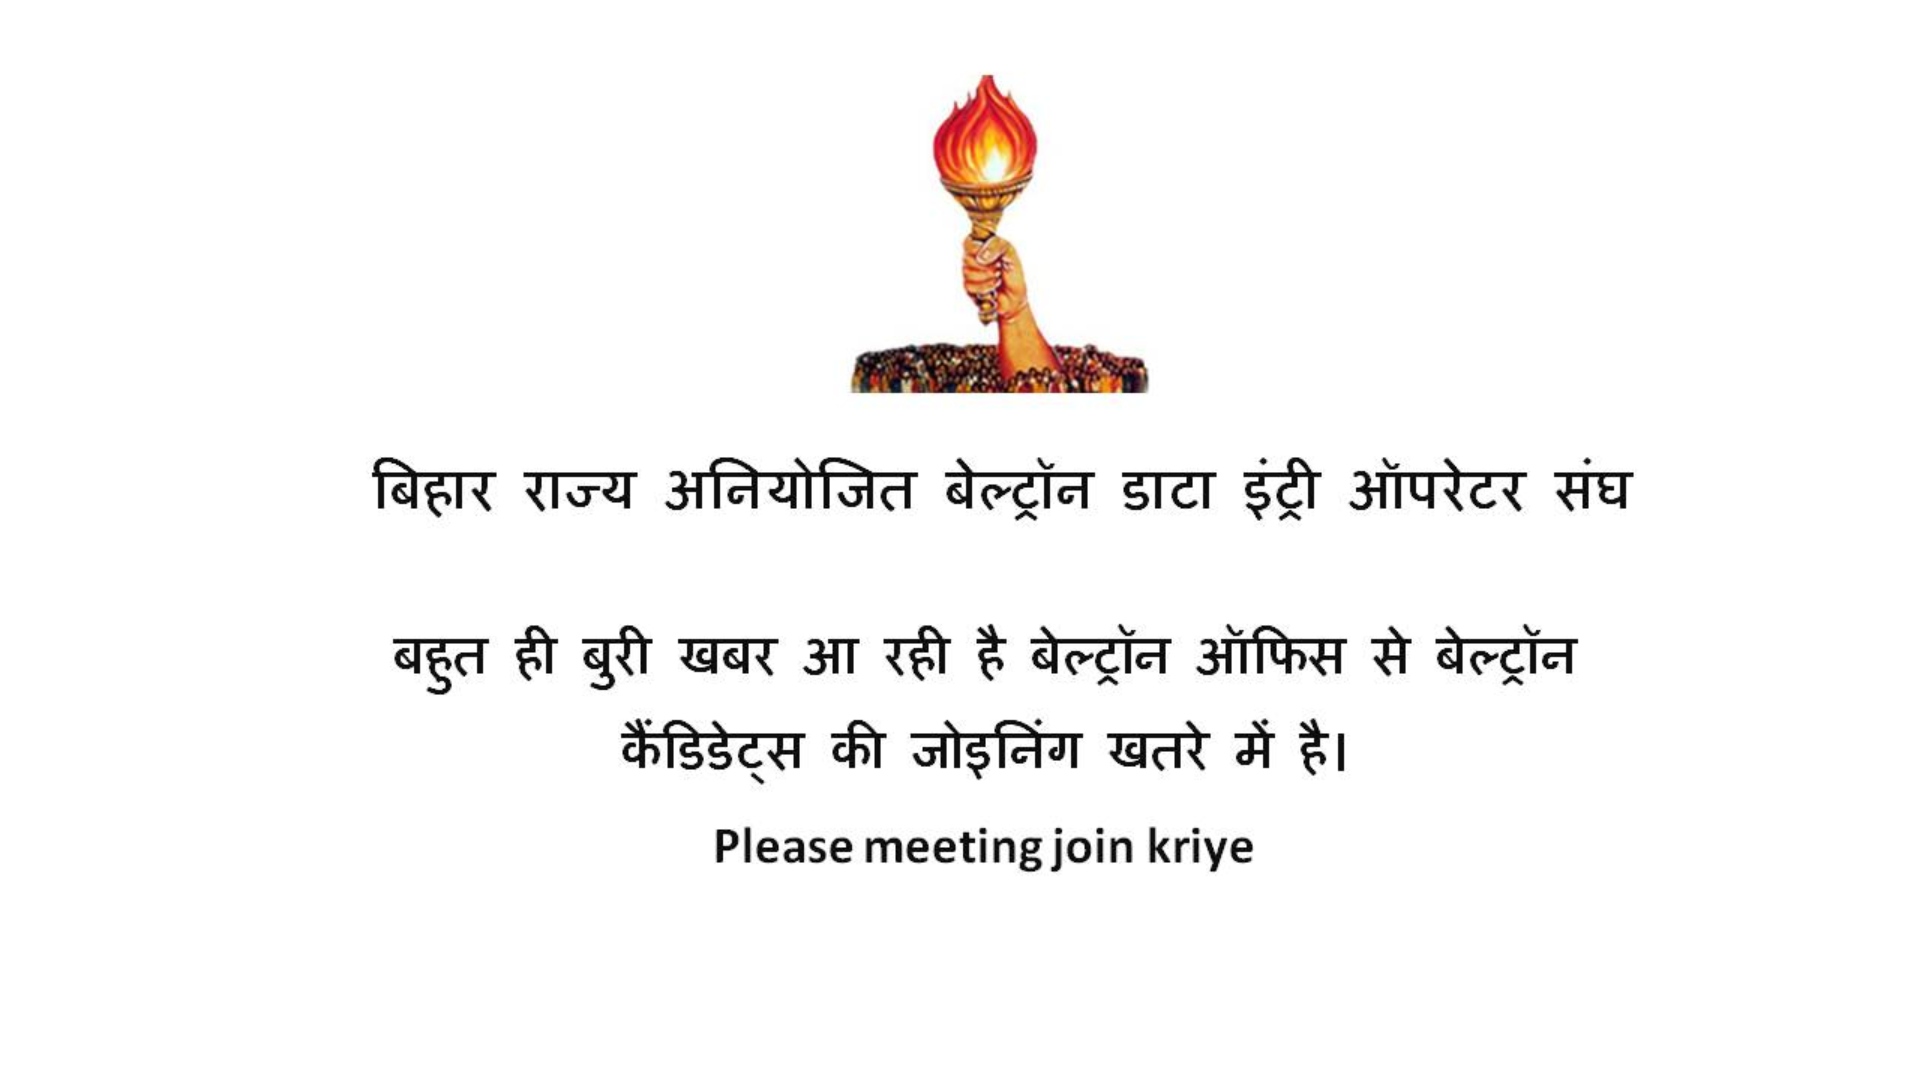 बिहार राज्य अनियोजित बेल्ट्रॉन डाटा इंट्री ऑपरेटर संघ
बहुत ही बुरी खबर आ रही है बेल्ट्रॉन ऑफिस से बेल्ट्रॉन
कैंडिडेट्स की जोइनिंग खतरे में है।
Please meeting join kriye